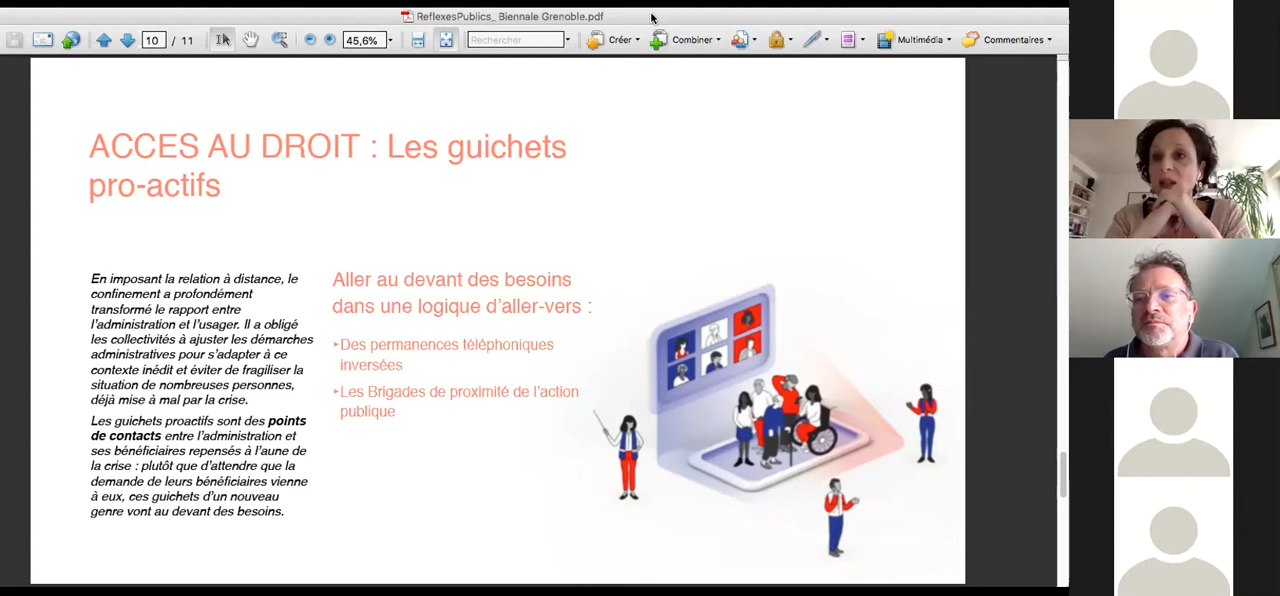 ReflexesPublics_ Biennale Grenoble.pdf
10 / 11
45,6%
Rechercher
Créer
Combiner
Multimédia
Commentaires
ACCES AU DROIT : Les guichets
pro-actifs
En imposant la relation à distance, le
confinement a profondément
transformé le rapport entre
l'administration et l'usager. Il a obligé
les collectivités à ajuster les démarches
administratives pour s'adapter à ce
contexte inédit et éviter de fragiliser la
situation de nombreuses personnes,
déjà mise à mal par la crise.
Les guichets proactifs sont des points
de contacts entre l'administration et
ses bénéficiaires repensés à l'aune de
la crise : plutôt que d'attendre que la
demande de leurs bénéficiaires vienne
à eux, ces guichets d'un nouveau
genre vont au devant des besoins.
Aller au devant des besoins
dans une logique d'aller-vers :
▸Des permanences téléphoniques
inversées
▸Les Brigades de proximité de l'action
publique